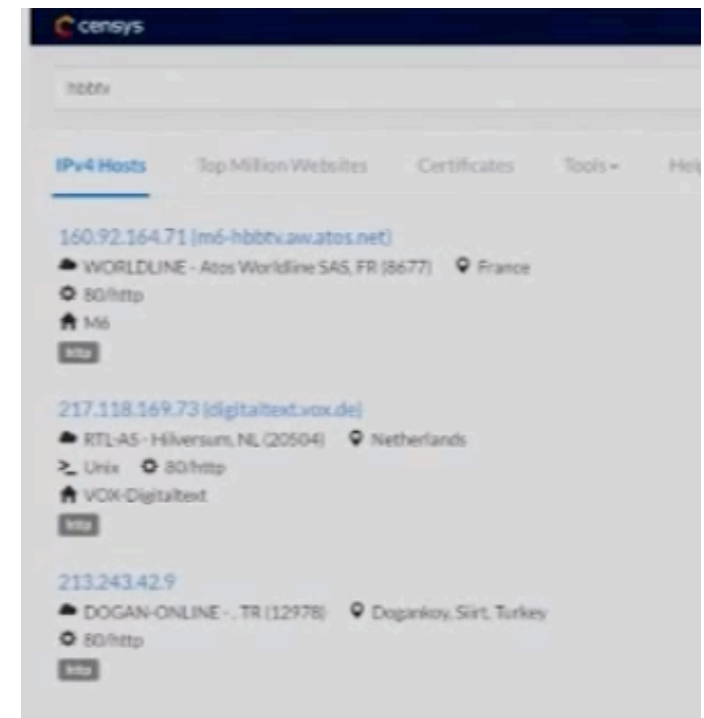 censys
hbbtv
IPv4 Hosts Top Million Websites Certificates Tools Help
160.92.164.71 (m6-hbbtv.aw.atos.net)
WORLDLINE - Atos Worldline SAS, FR (8677) France
80/http
M6
http
217.118.169.73 (digitaltext.vox.de)
RTL-AS - Hilversum, NL (20504) Netherlands
>_ Unix 80/http
VOX-Digitaltext
http
213.243.42.9
DOGAN-ONLINE - , TR (12978) Dogankoy, Siirt, Turkey
80/http
http